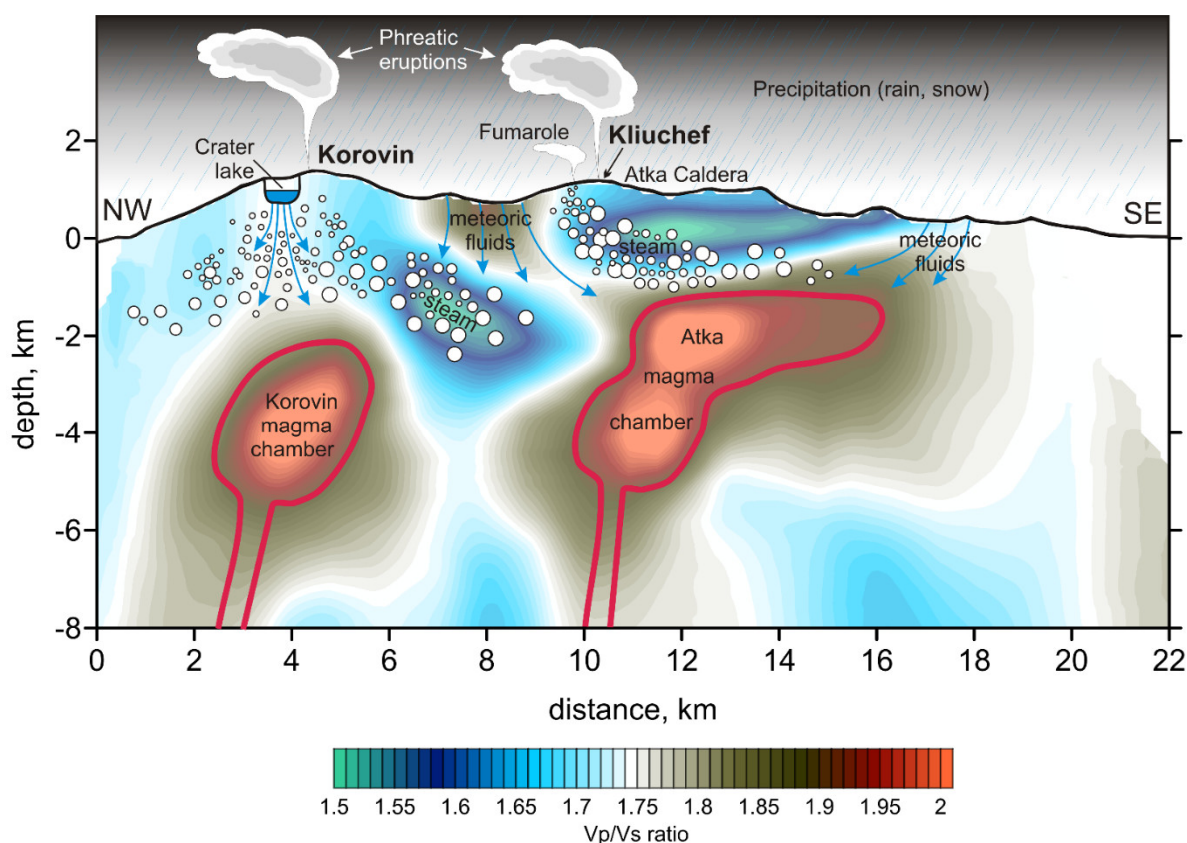 Phreatic
eruptions
Precipitation (rain, snow)
Fumarole
Kliuchef
Crater
lake
Korovin
Atka Caldera
NW
SE
meteoric
fluids
steam
meteoric
fluids
steam
Atka
magma
chamber
Korovin
magma
chamber
depth, km
2
0
-2
-4
-6
-8
0 2 4 6 8 10 12 14 16 18 20 22
distance, km
1.5 1.55 1.6 1.65 1.7 1.75 1.8 1.85 1.9 1.95 2
Vp/Vs ratio